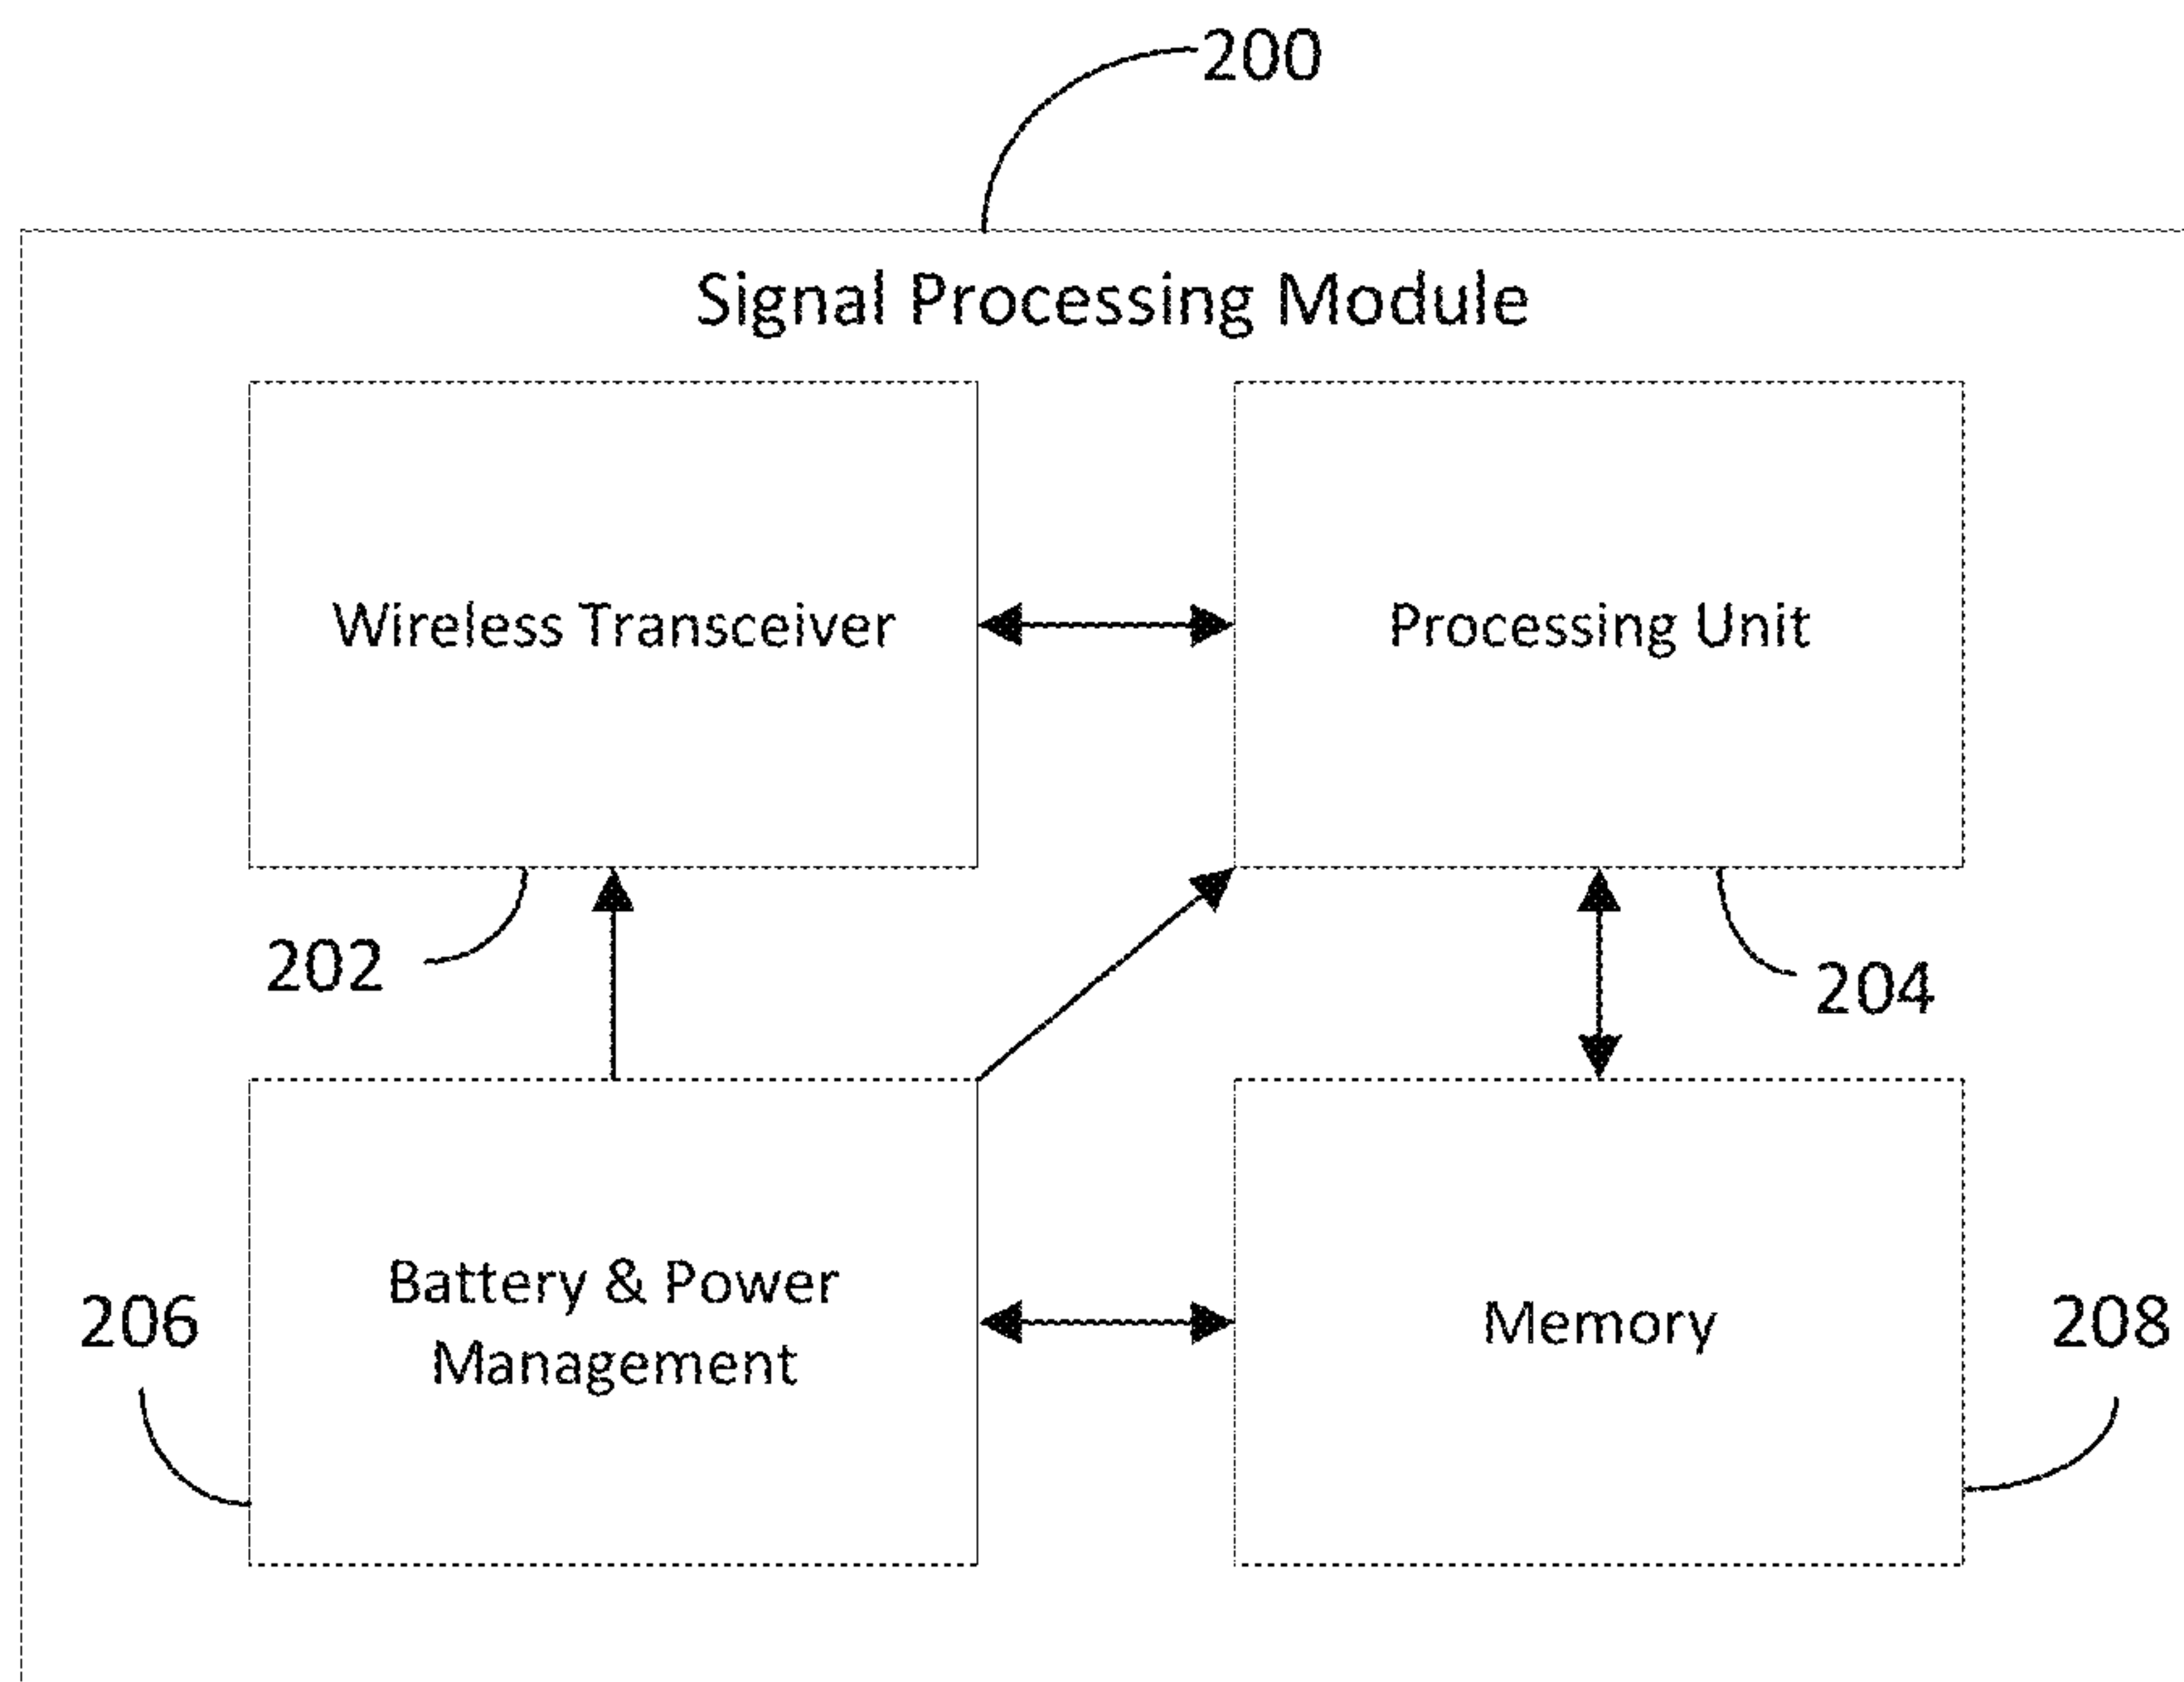 200
Signal Processing Module
Wireless Transceiver
Processing Unit
202
204
Battery & Power
Management
206
Memory
208